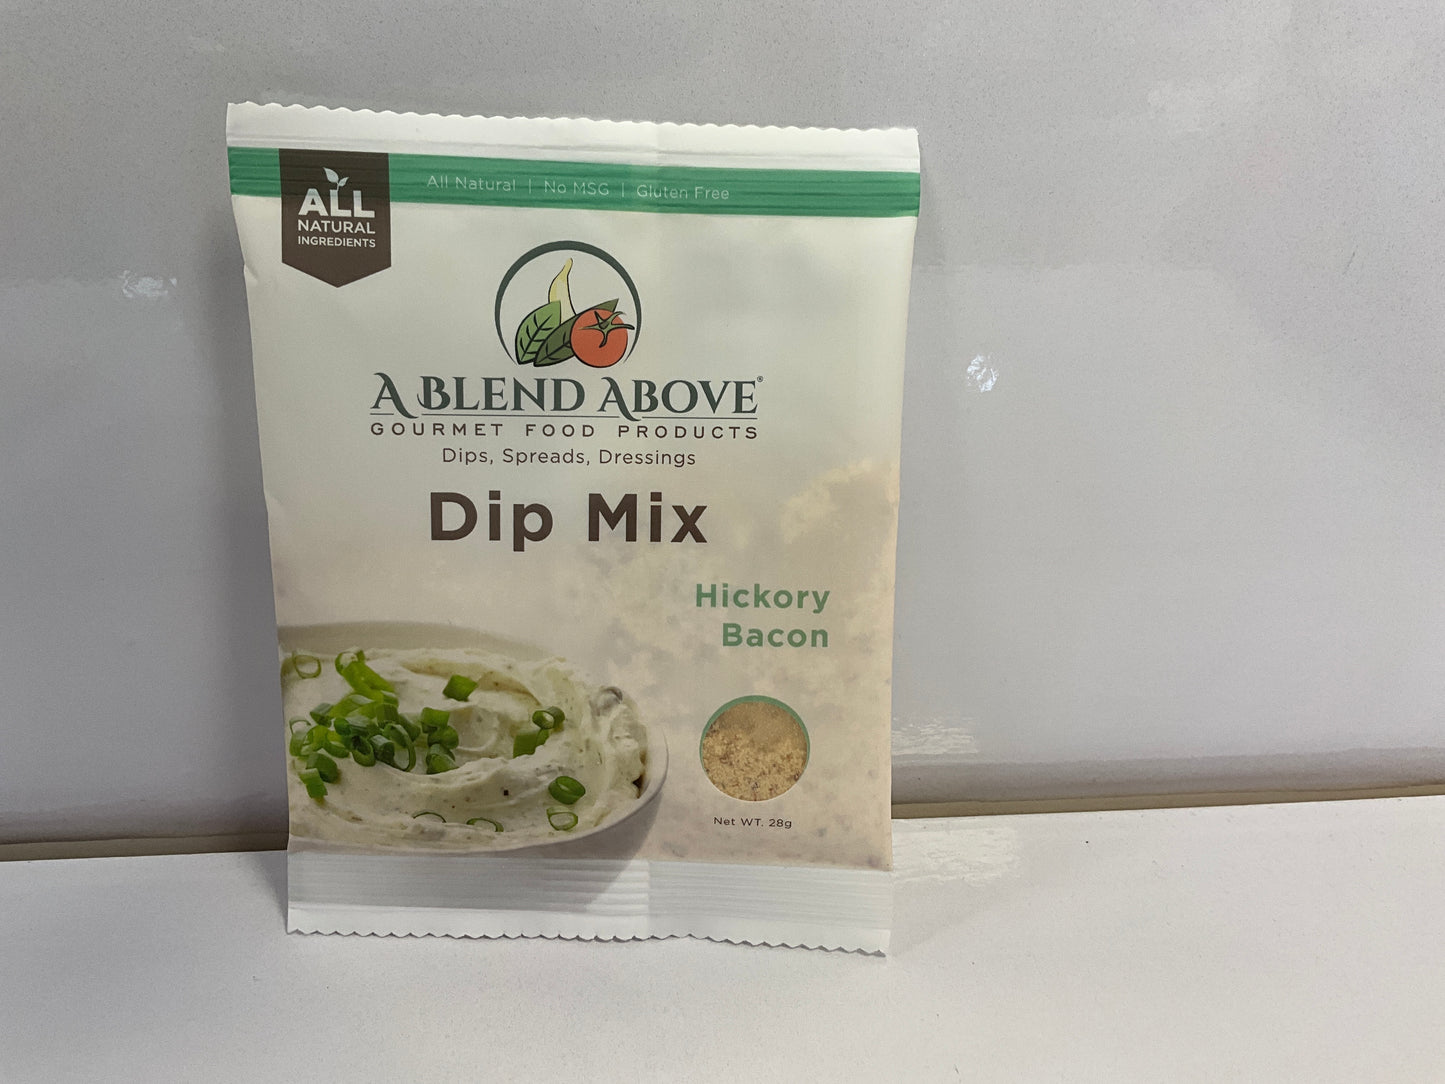 All Natural | No MSG | Gluten Free
ALL
NATURAL
INGREDIENTS
A BLEND ABOVE®
GOURMET FOOD PRODUCTS
Dips, Spreads, Dressings
Dip Mix
Hickory
Bacon
Net WT. 28g